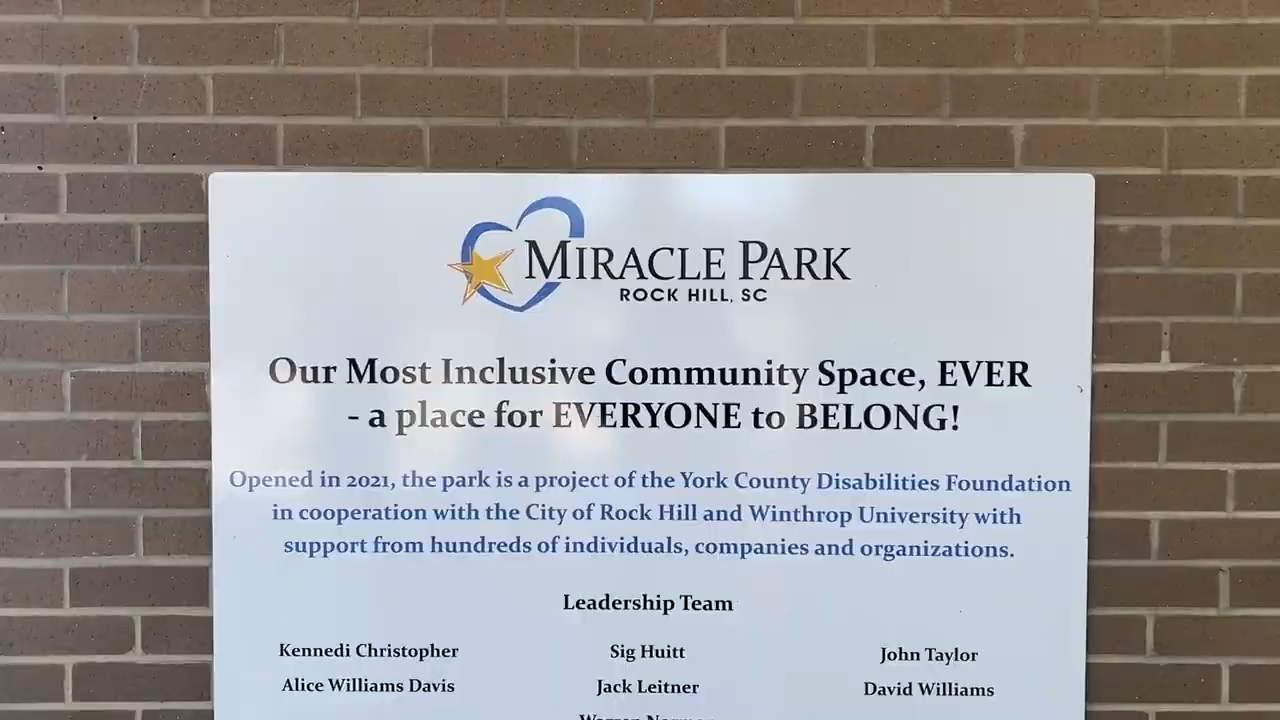 MIRACLE PARK
ROCK HILL, SC
Our Most Inclusive Community Space, EVER
- a place for EVERYONE to BELONG!
Opened in 2021, the park is a project of the York County Disabilities Foundation
in cooperation with the City of Rock Hill and Winthrop University with
support from hundreds of individuals, companies and organizations.
Leadership Team
Kennedi Christopher Sig Huitt John Taylor
Alice Williams Davis Jack Leitner David Williams